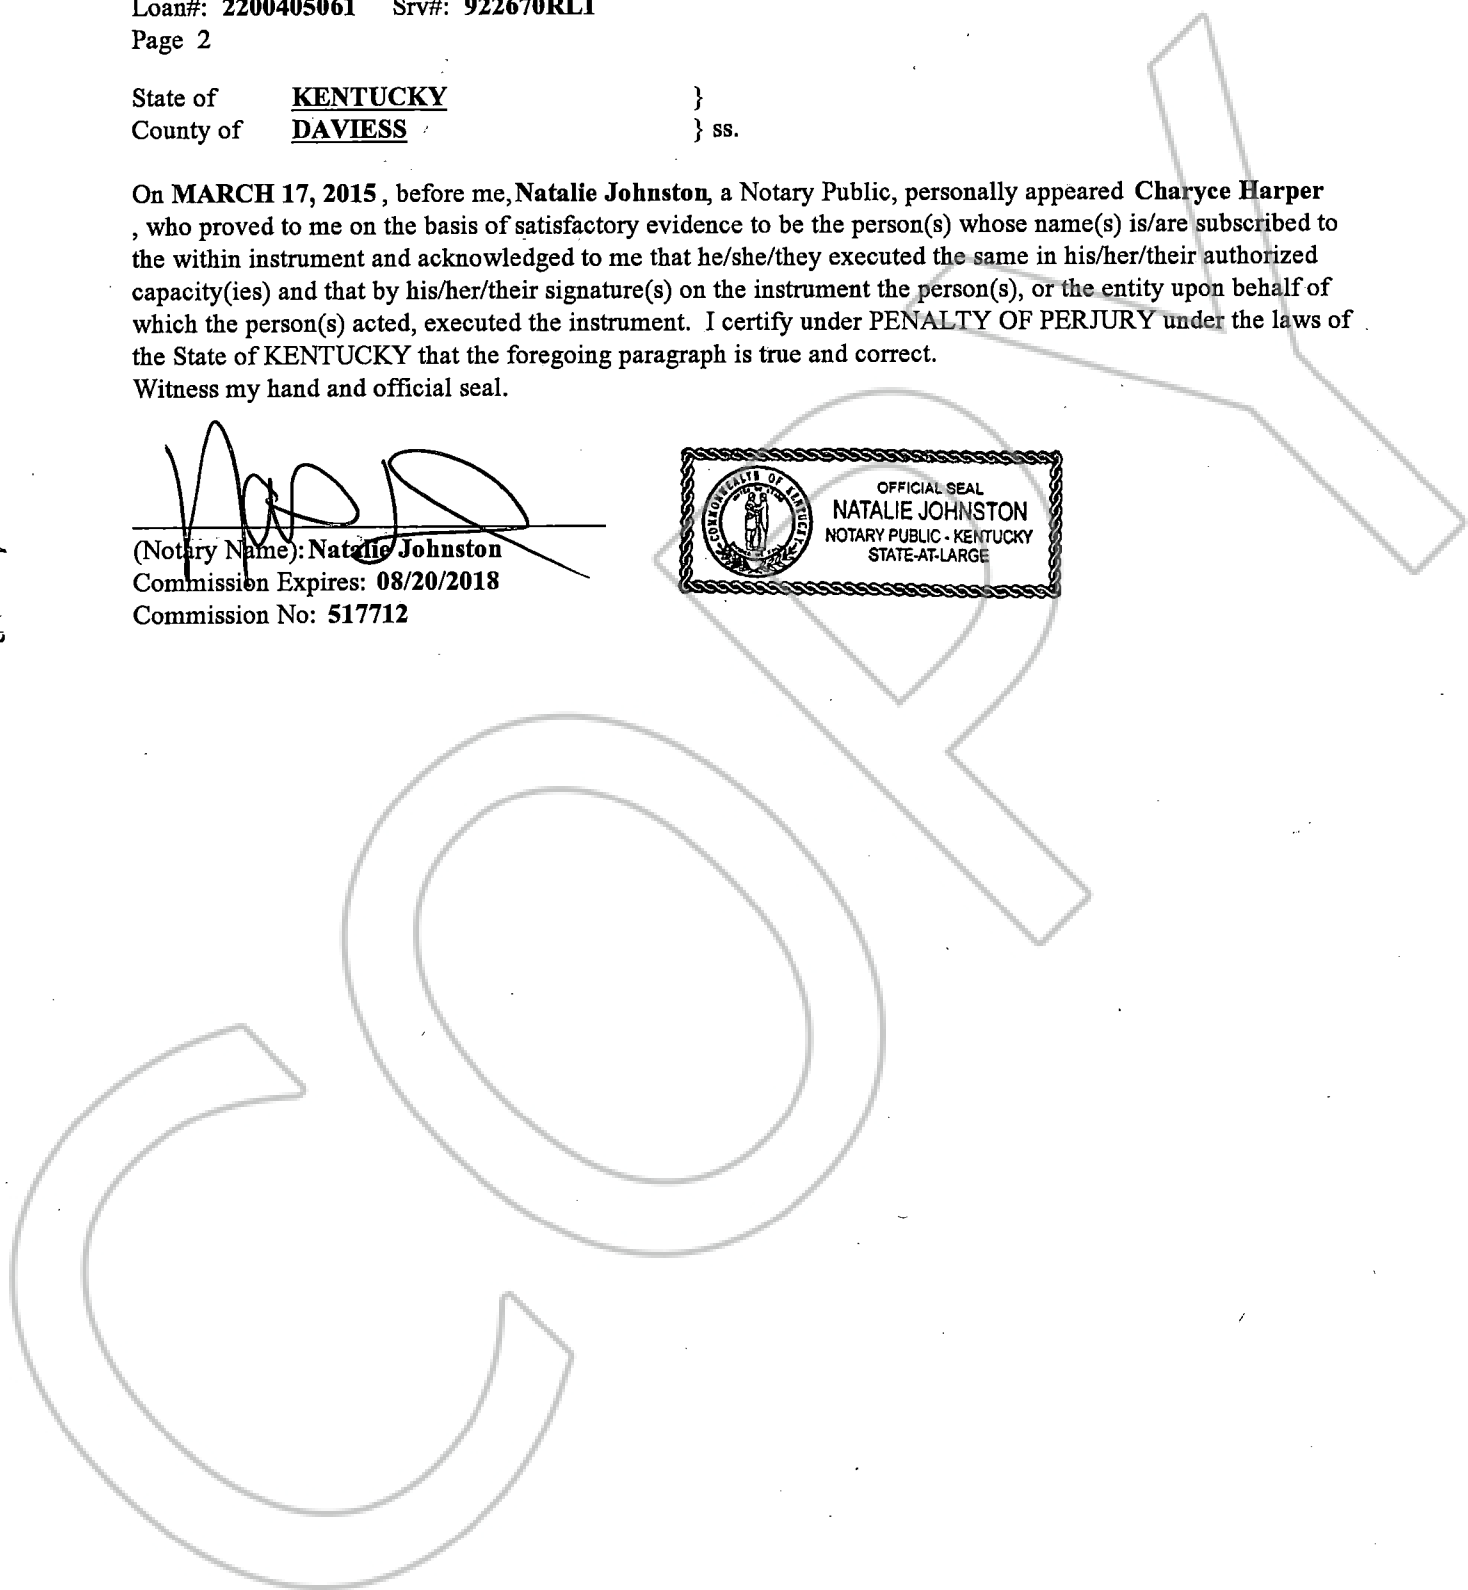 Loan#: 2200405061 Srv#: 922670RL1
Page 2
State of KENTUCKY }
County of DAVIESS } ss.
On MARCH 17, 2015 , before me, Natalie Johnston, a Notary Public, personally appeared Charyce Harper
, who proved to me on the basis of satisfactory evidence to be the person(s) whose name(s) is/are subscribed to
the within instrument and acknowledged to me that he/she/they executed the same in his/her/their authorized
capacity(ies) and that by his/her/their signature(s) on the instrument the person(s), or the entity upon behalf of
which the person(s) acted, executed the instrument. I certify under PENALTY OF PERJURY under the laws of
the State of KENTUCKY that the foregoing paragraph is true and correct.
Witness my hand and official seal.
(Notary Name): Natalie Johnston
Commission Expires: 08/20/2018
Commission No: 517712
COMMONWEALTH OF KENTUCKY
OFFICIAL SEAL
NATALIE JOHNSTON
NOTARY PUBLIC - KENTUCKY
STATE-AT-LARGE
COPY